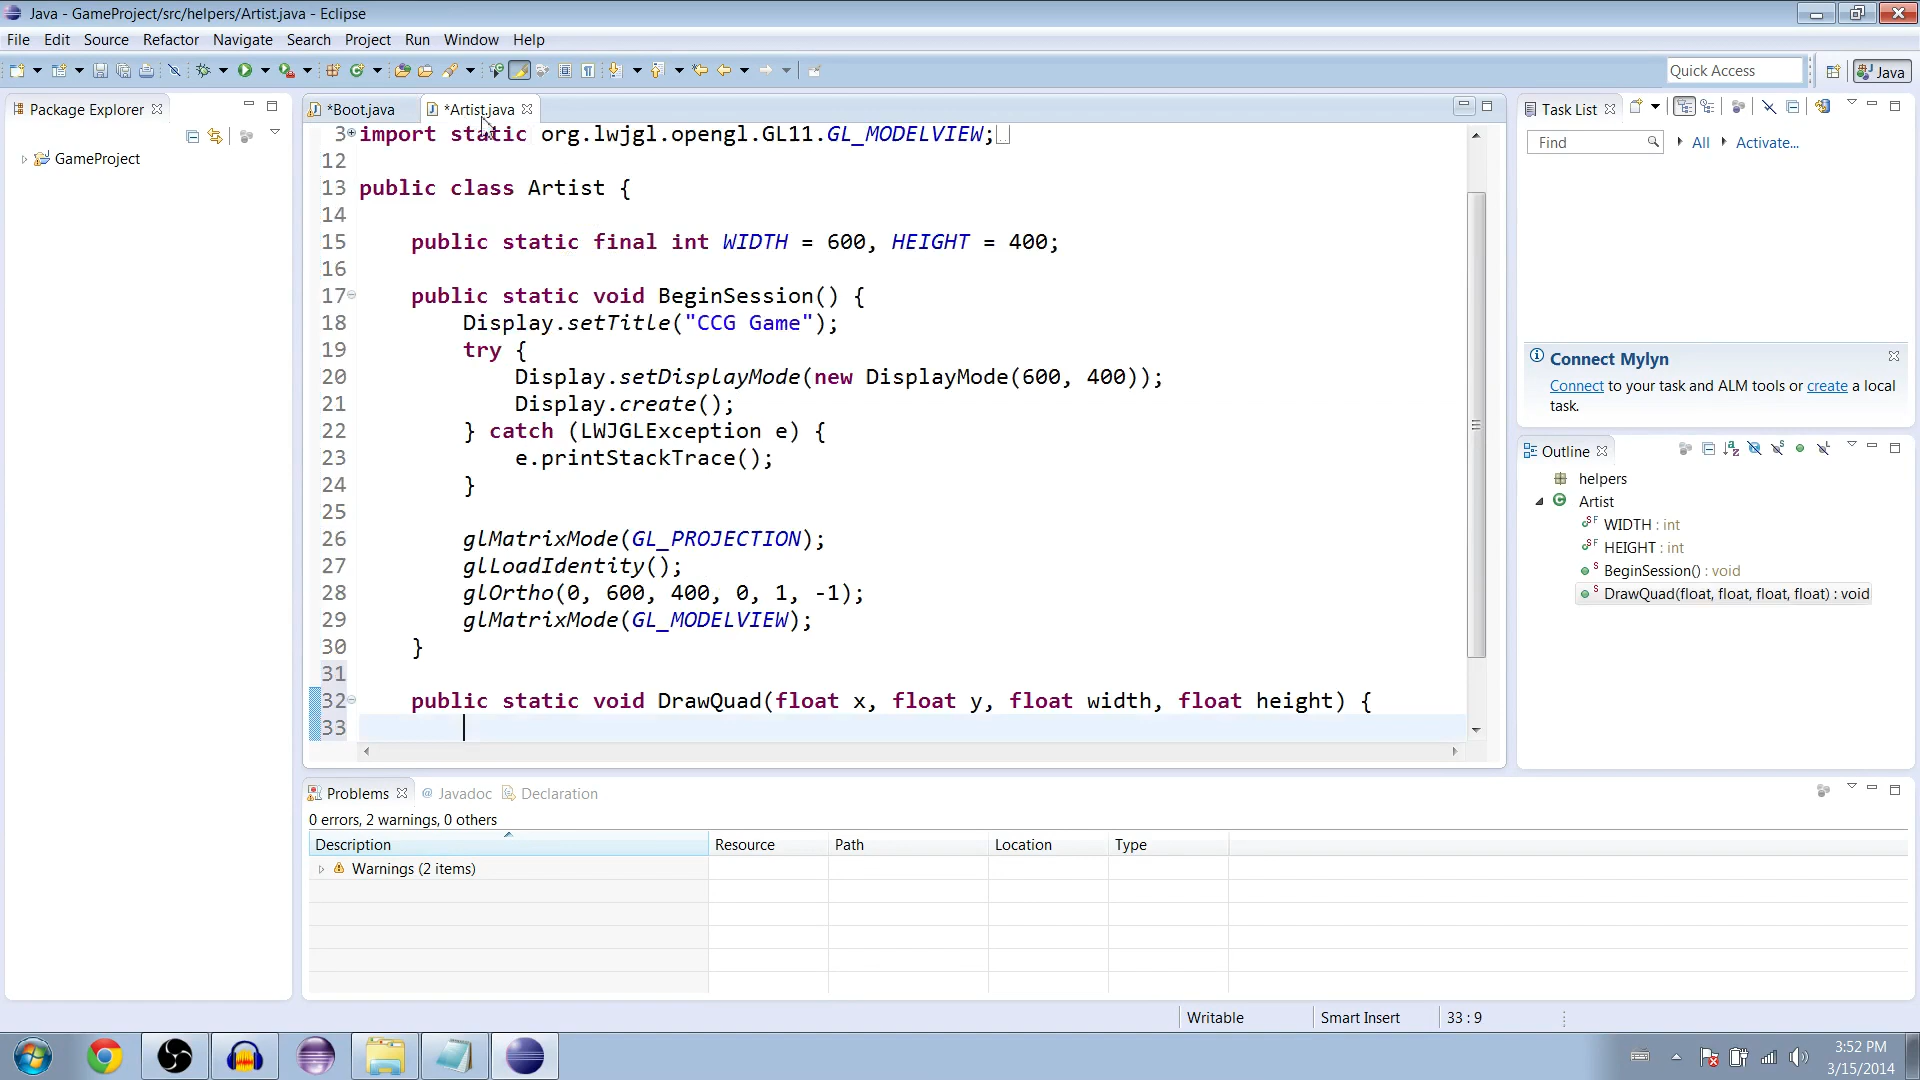 Java - GameProject/src/helpers/Artist.java - Eclipse
File Edit Source Refactor Navigate Search Project Run Window Help
Quick Access
Java
Package Explorer
GameProject
*Boot.java
*Artist.java
3 import static org.lwjgl.opengl.GL11.GL_MODELVIEW;
12
13 public class Artist {
14
15 public static final int WIDTH = 600, HEIGHT = 400;
16
17 public static void BeginSession() {
18 Display.setTitle("CCG Game");
19 try {
20 Display.setDisplayMode(new DisplayMode(600, 400));
21 Display.create();
22 } catch (LWJGLException e) {
23 e.printStackTrace();
24 }
25
26 glMatrixMode(GL_PROJECTION);
27 glLoadIdentity();
28 glOrtho(0, 600, 400, 0, 1, -1);
29 glMatrixMode(GL_MODELVIEW);
30 }
31
32 public static void DrawQuad(float x, float y, float width, float height) {
33
Task List
Find
All
Activate...
Connect Mylyn
Connect to your task and ALM tools or create a local
task.
Outline
helpers
Artist
WIDTH : int
HEIGHT : int
BeginSession() : void
DrawQuad(float, float, float, float) : void
Problems
@ Javadoc
Declaration
0 errors, 2 warnings, 0 others
Description Resource Path Location Type
Warnings (2 items)
Writable
Smart Insert
33 : 9
3:52 PM
3/15/2014